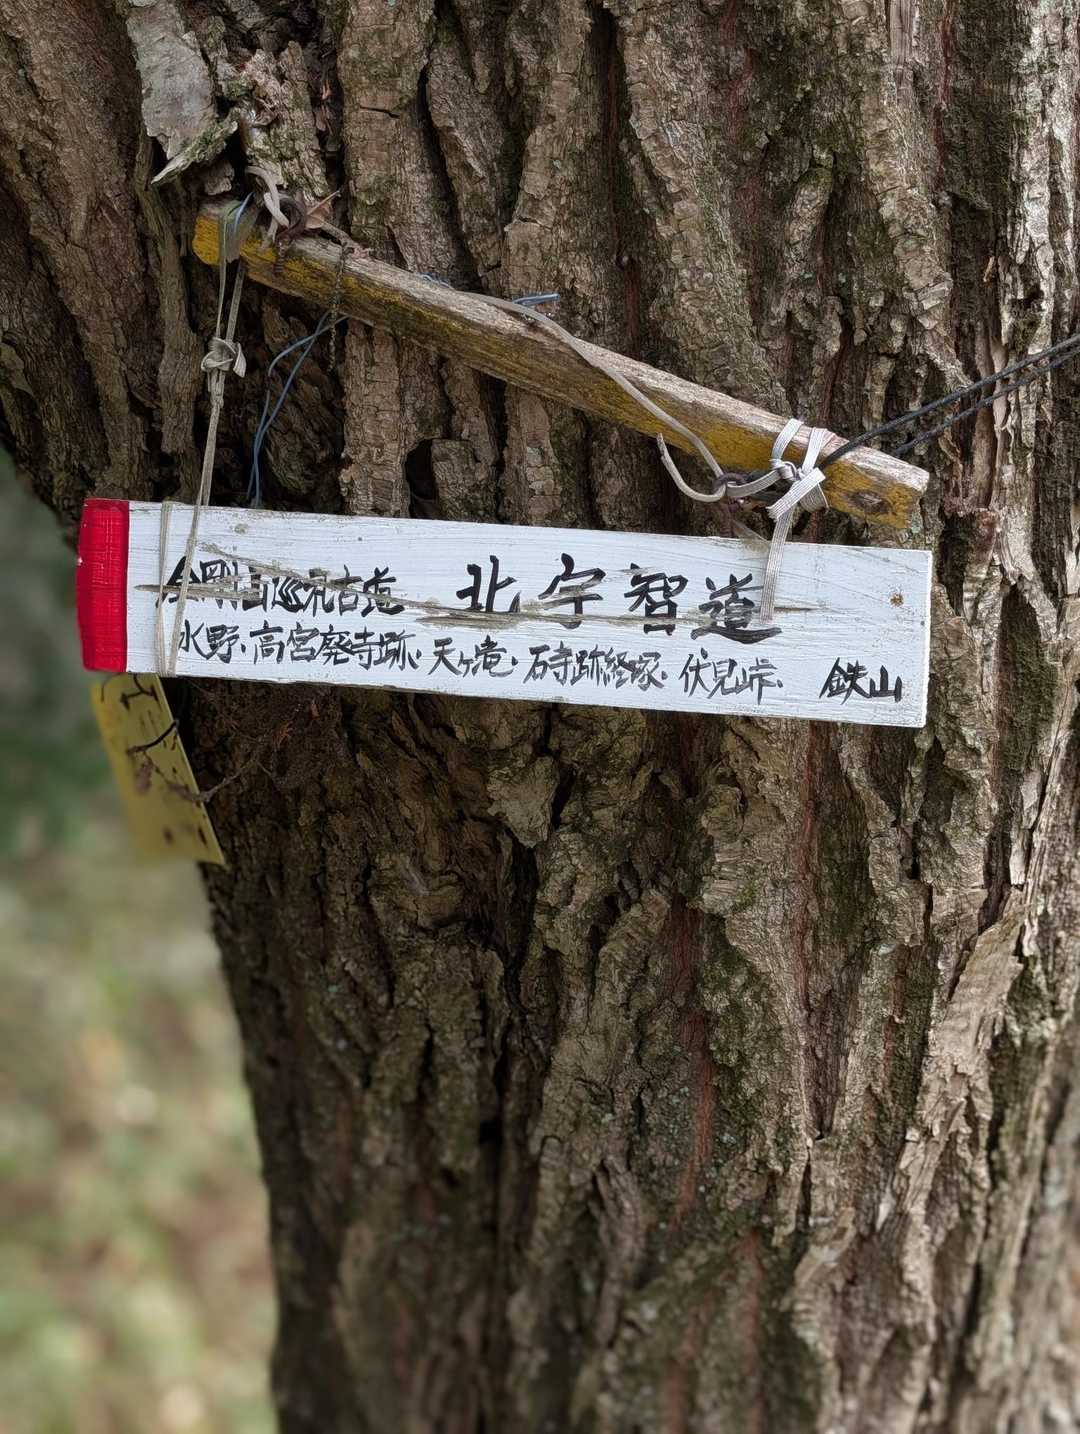 金剛山巡礼古道 北宇智道
水野・高宮廃寺跡・天ヶ滝・石寺跡経塚・伏見峠・ 鉄山